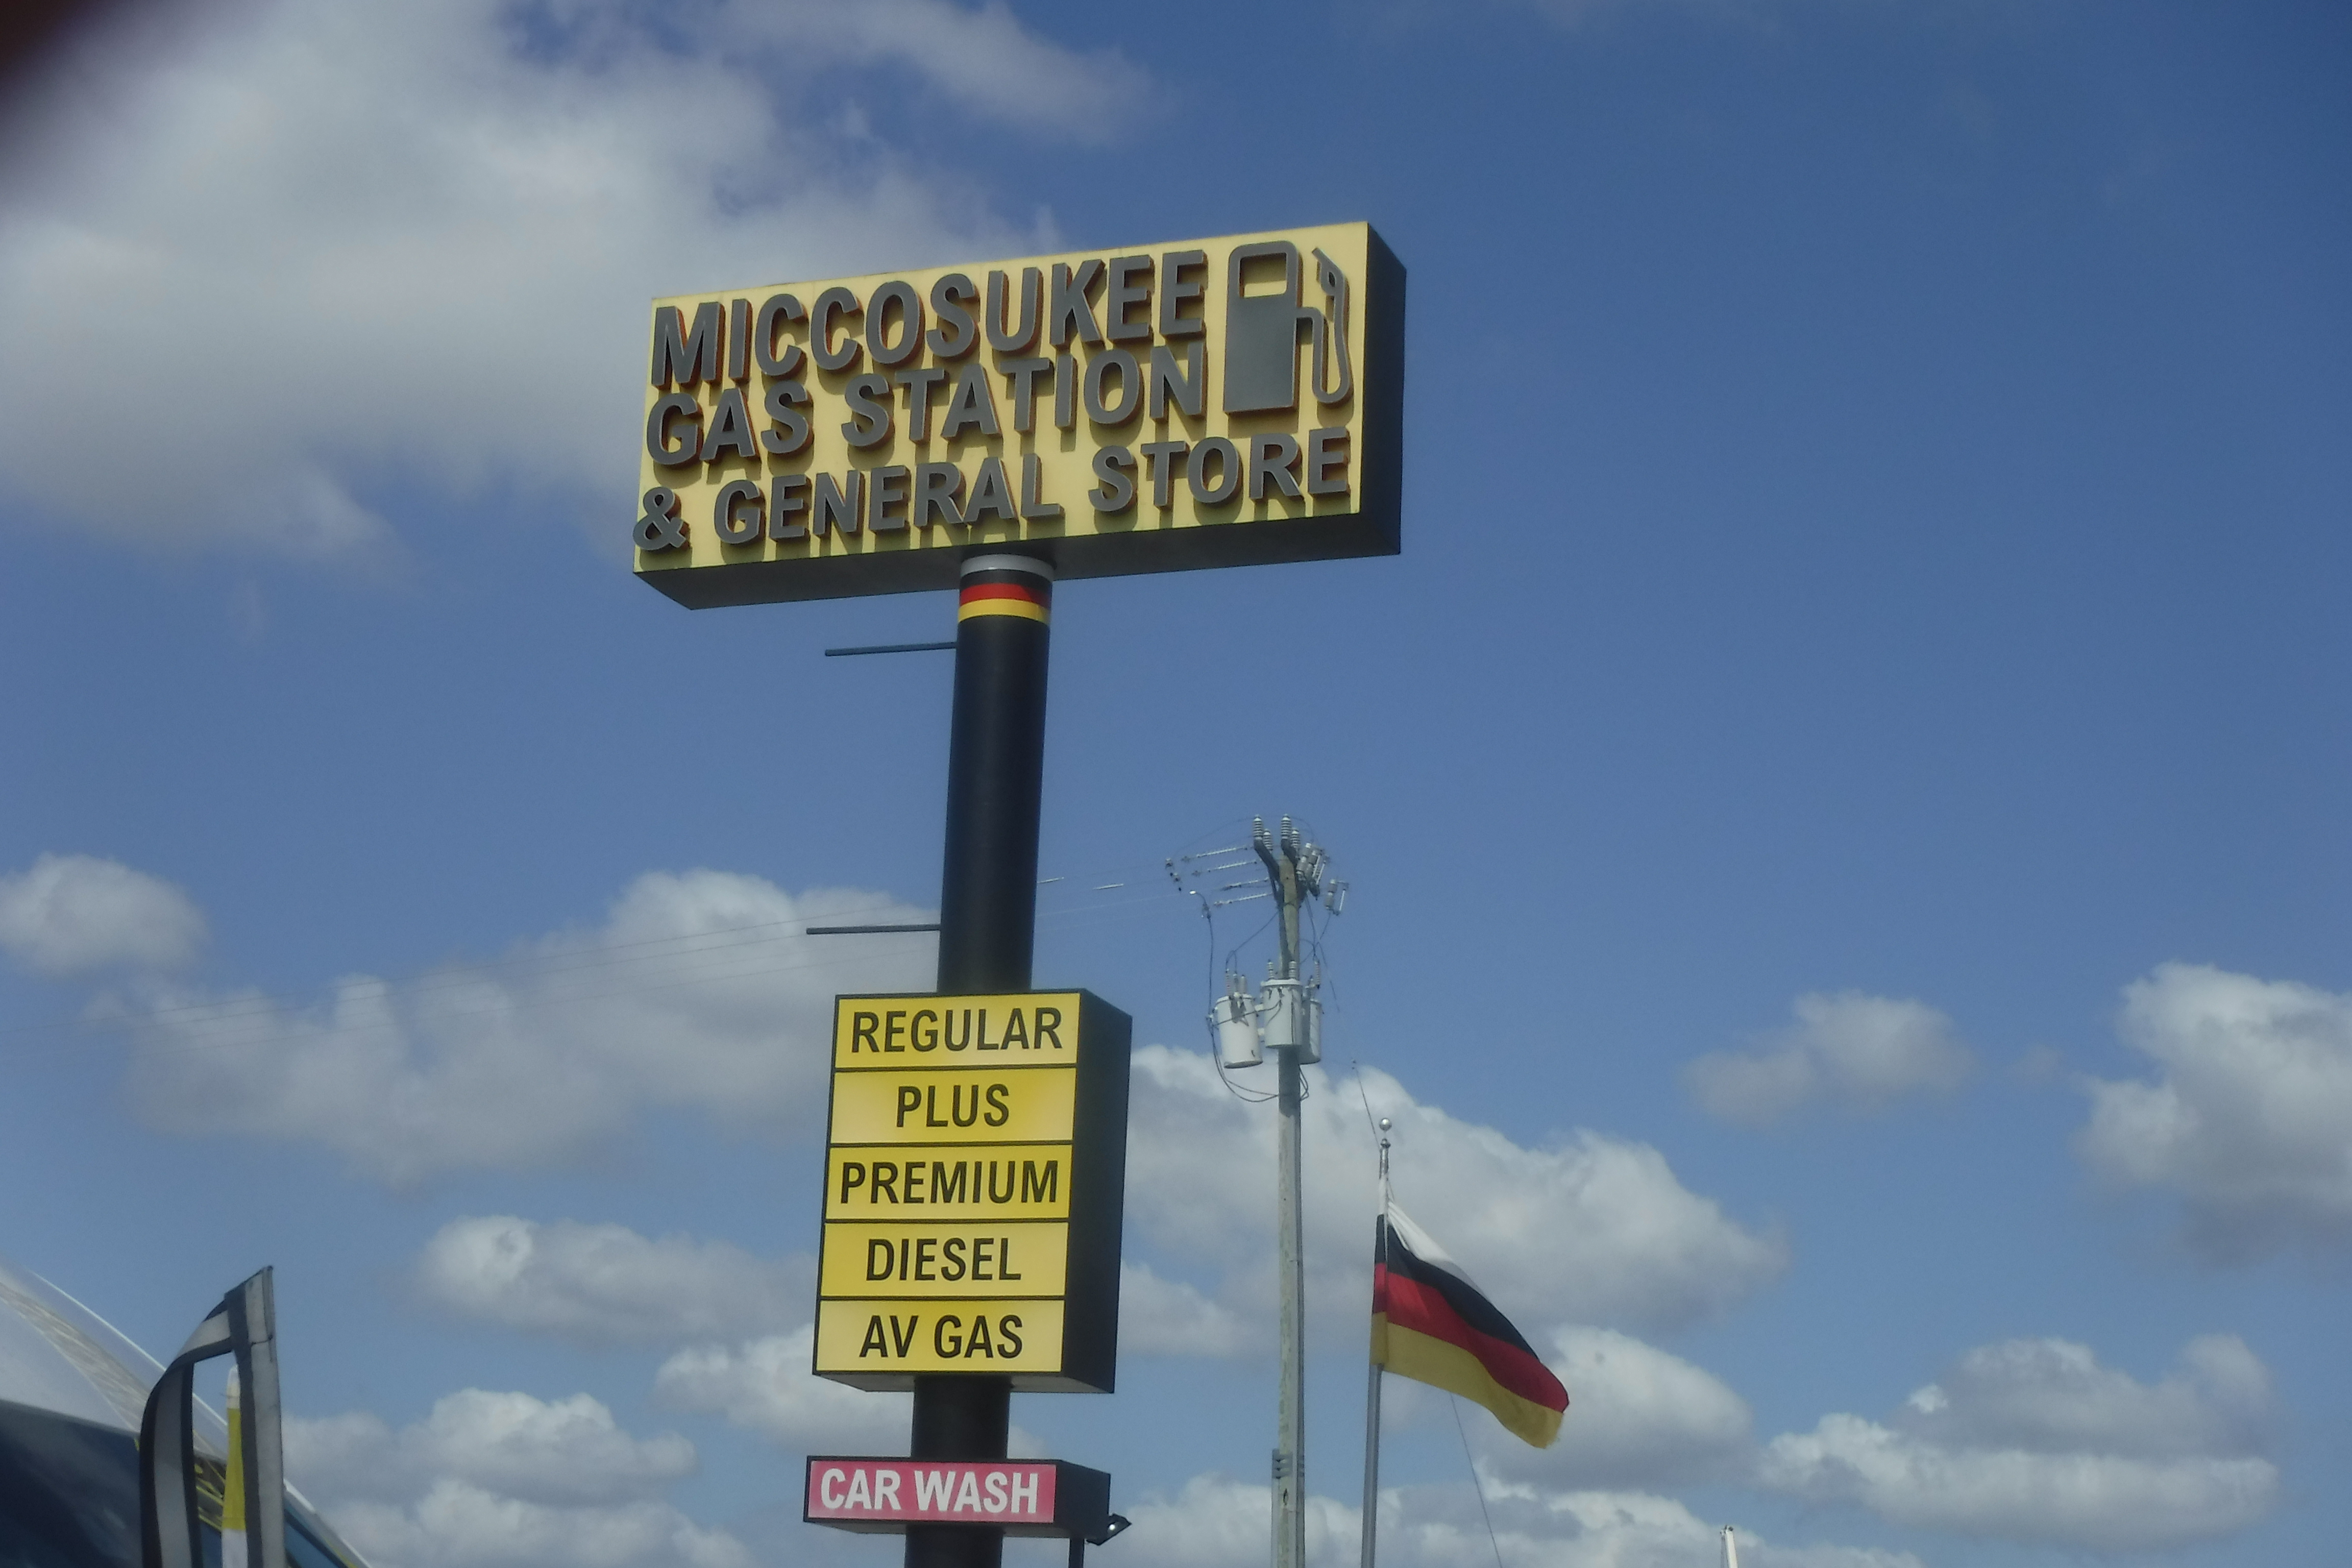 MICCOSUKEE
GAS STATION
& GENERAL STORE
REGULAR
PLUS
PREMIUM
DIESEL
AV GAS
CAR WASH